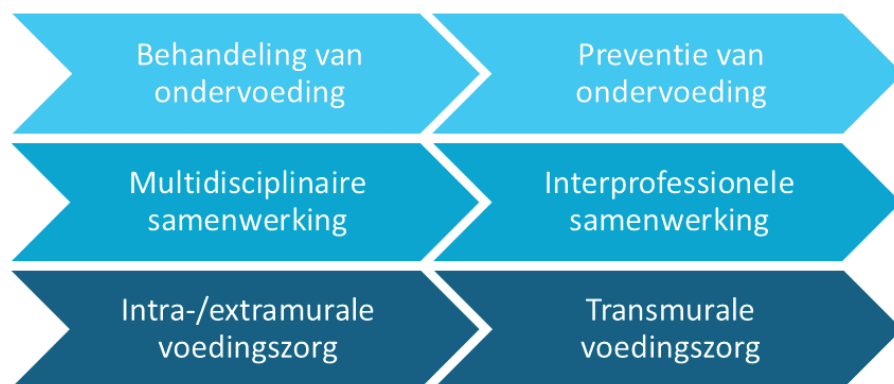 Behandeling van
ondervoeding
Preventie van
ondervoeding
Multidisciplinaire
samenwerking
Interprofessionele
samenwerking
Intra-/extramurale
voedingszorg
Transmurale
voedingszorg